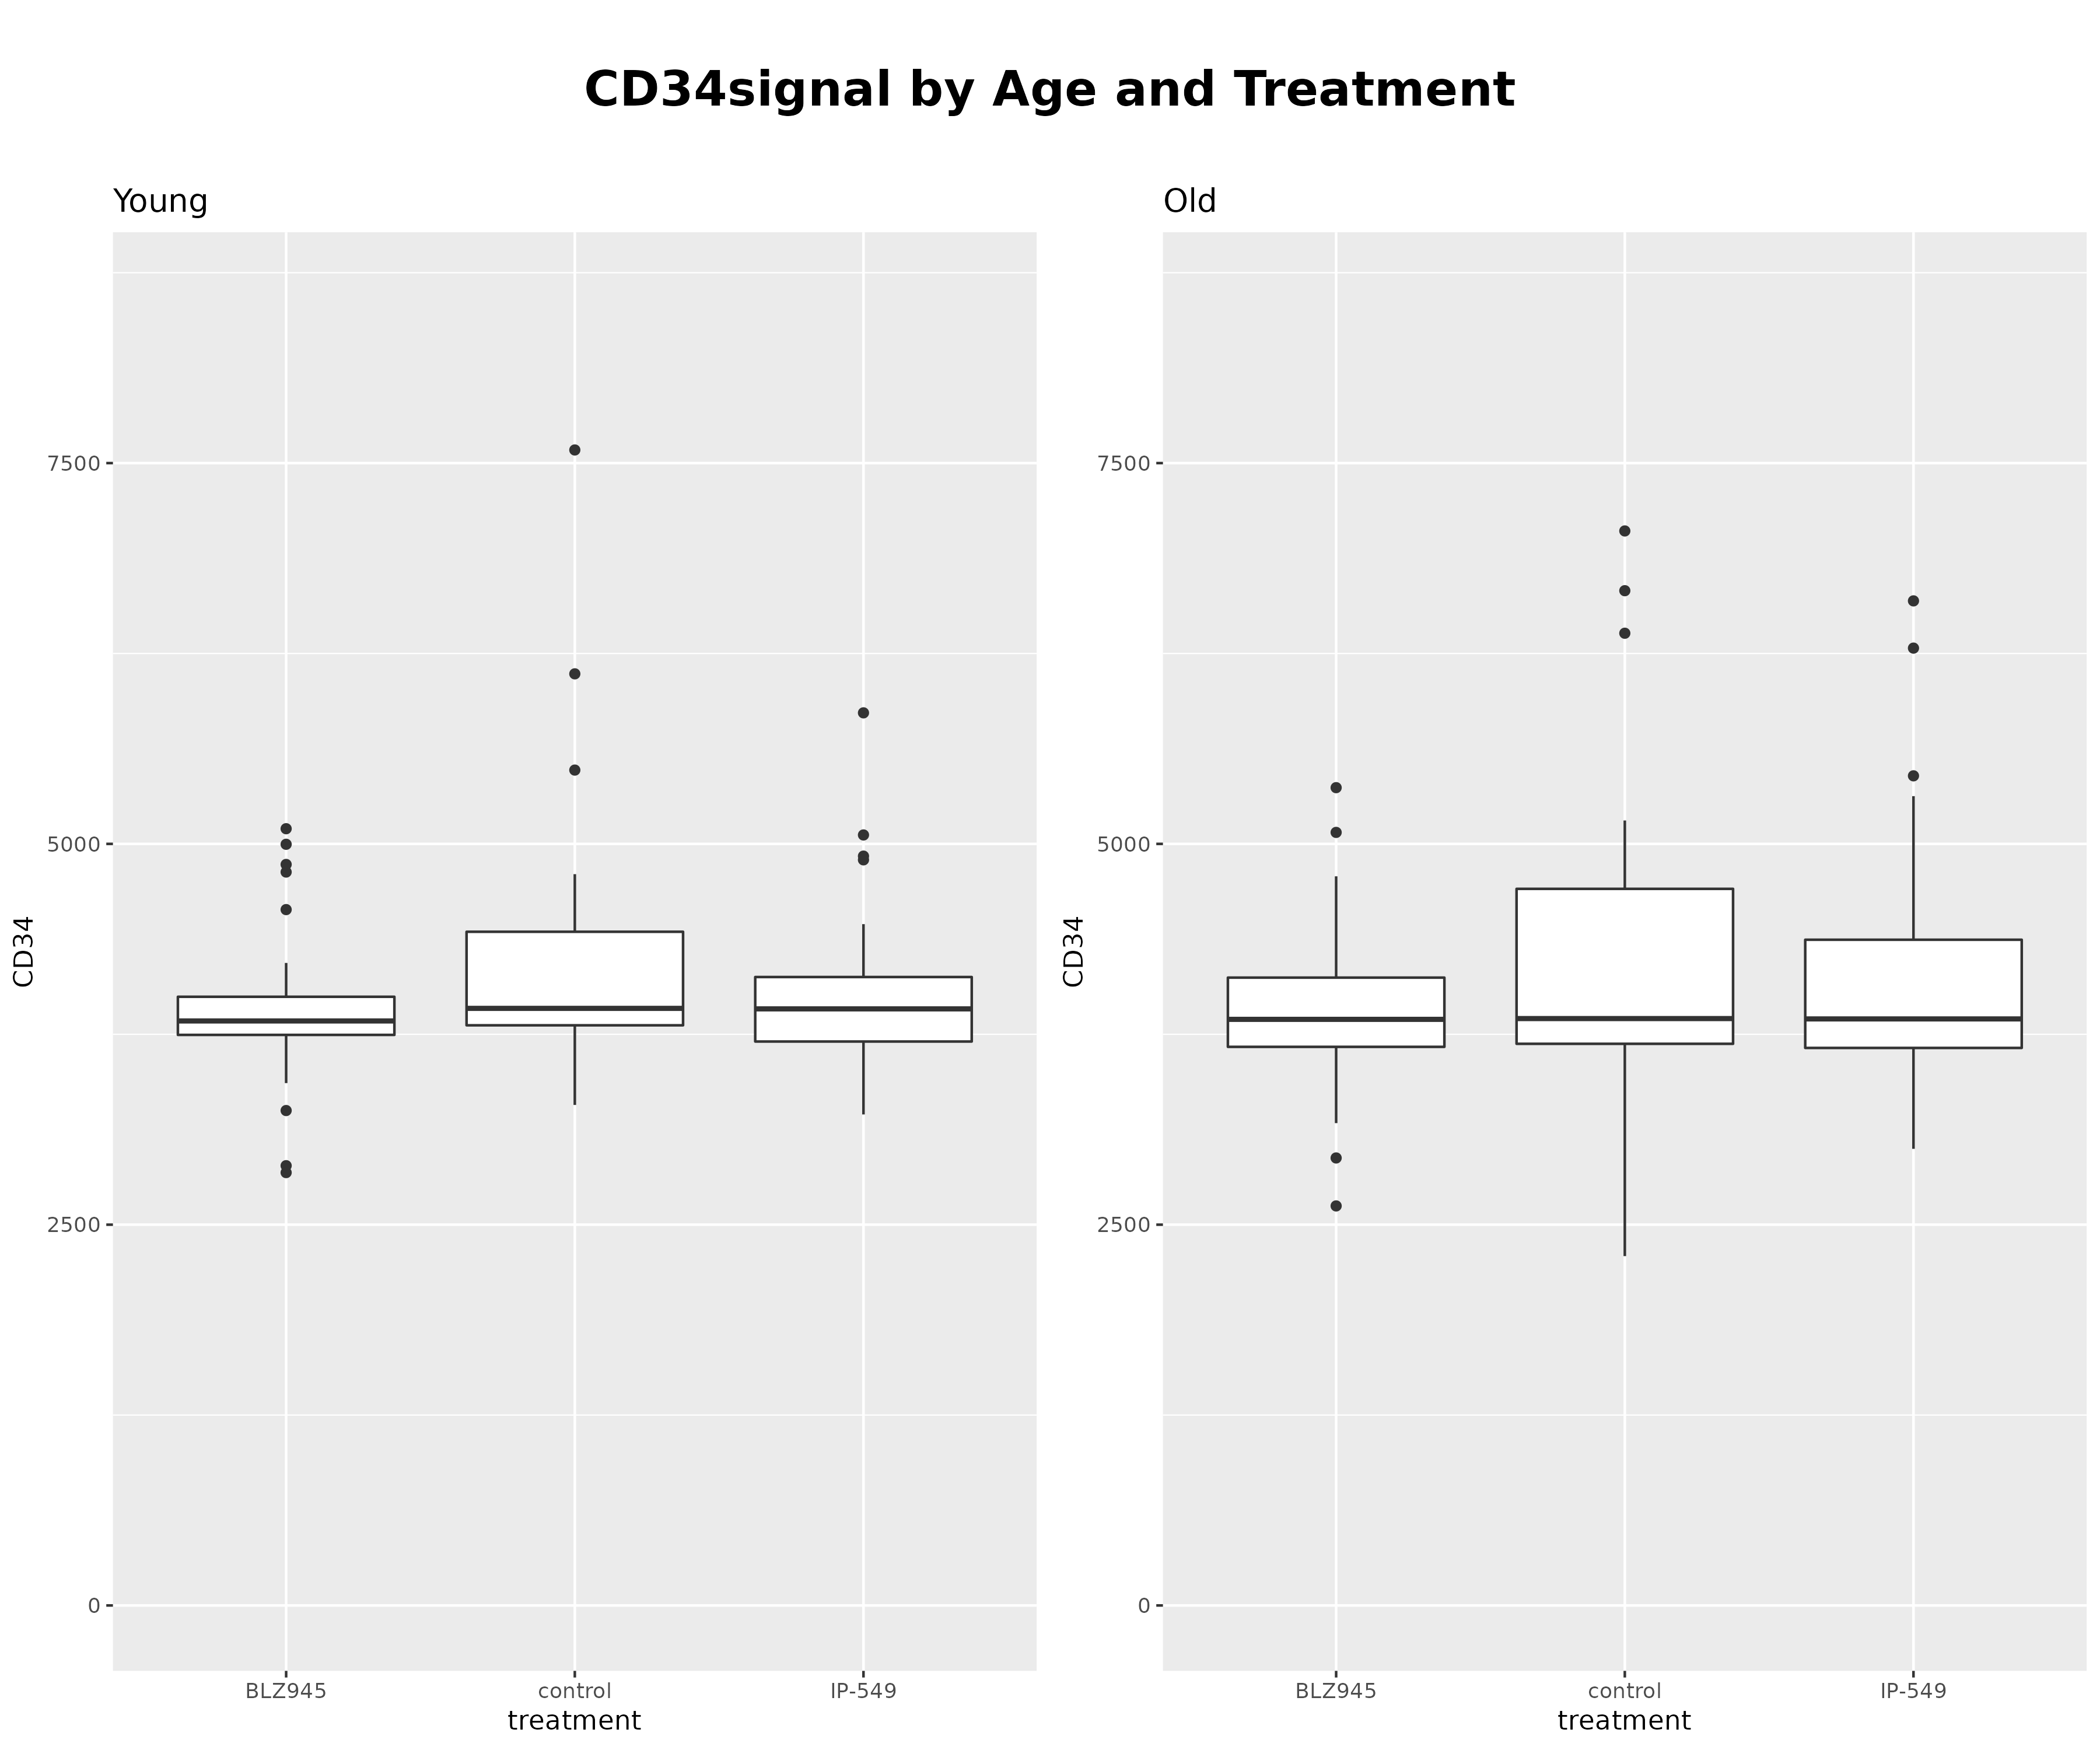 CD34signal by Age and Treatment
Young
CD34
7500
5000
2500
0
BLZ945 control IP-549
treatment
Old
CD34
7500
5000
2500
0
BLZ945 control IP-549
treatment